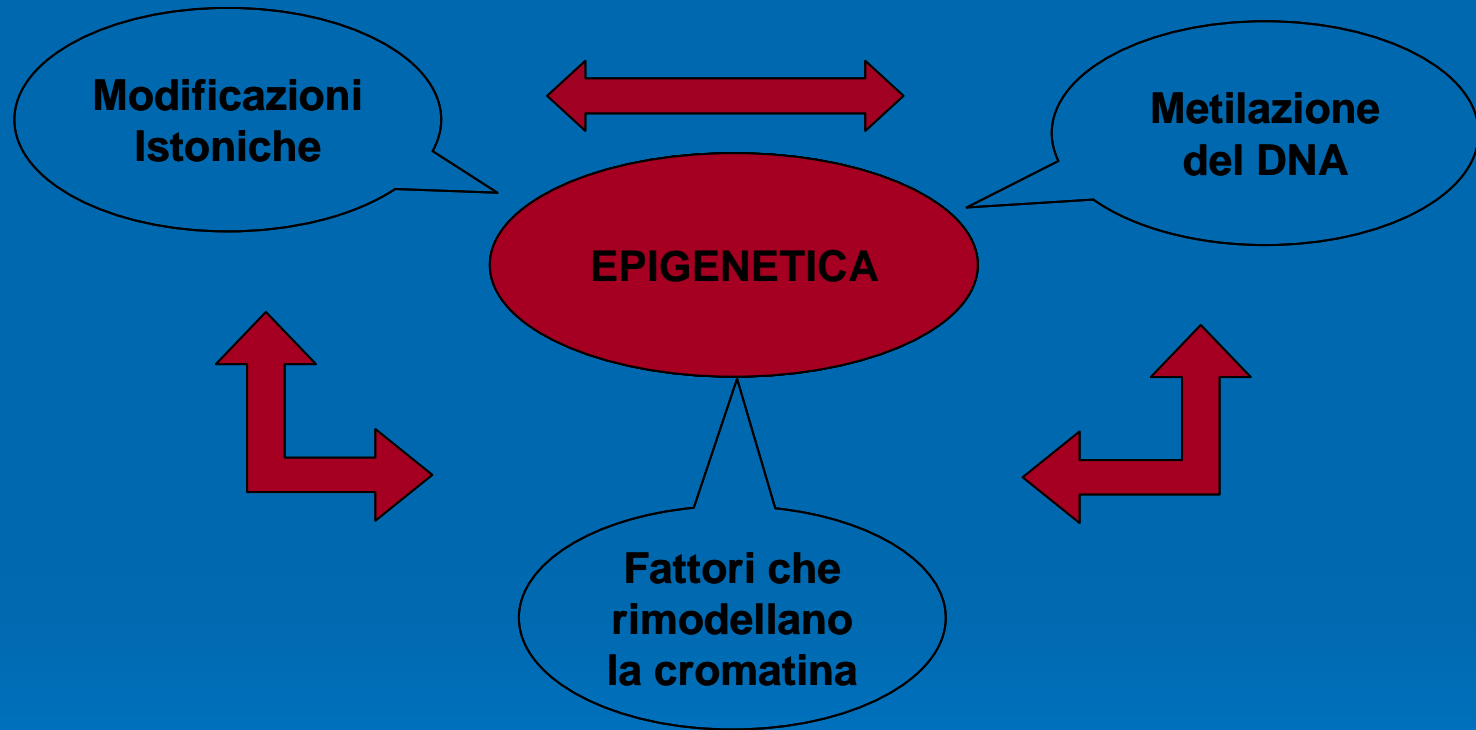 Modificazioni
Istoniche
Metilazione
del DNA
EPIGENETICA
Fattori che
rimodellano
la cromatina